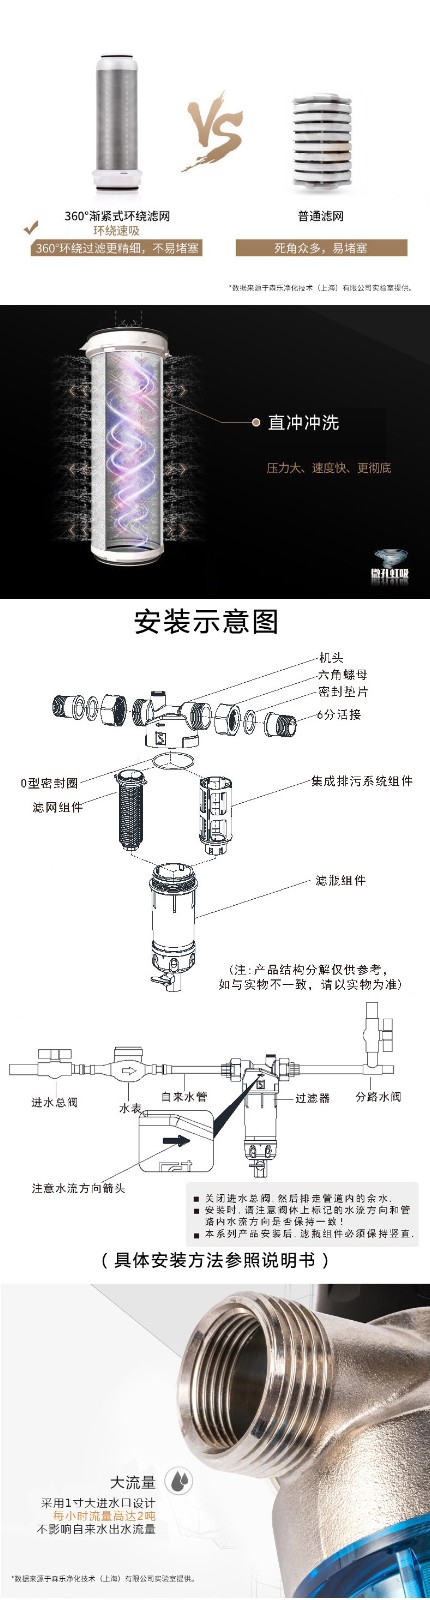 VS
360°渐紧式环绕滤网
环绕速吸
360°环绕过滤更精细，不易堵塞
普通滤网
死角众多，易堵塞
*数据来源于森乐净化技术（上海）有限公司实验室提供。
直冲冲洗
压力大、速度快、更彻底
微孔虹吸
安装示意图
机头
六角螺母
密封垫片
6分活接
O型密封圈
滤网组件
集成排污系统组件
滤瓶组件
(注:产品结构分解仅供参考，
如与实物不一致，请以实物为准)
进水总阀
水表
自来水管
过滤器
分路水阀
注意水流方向箭头
■ 关闭进水总阀,然后排走管道内的余水.
■ 安装时,请注意阀体上标记的水流方向和管
路内水流方向是否保持一致！
■ 本系列产品安装后,滤瓶组件必须保持竖直.
（具体安装方法参照说明书）
大流量
采用1寸大进水口设计
每小时流量高达2吨
不影响自来水出水流量
*数据来源于森乐净化技术（上海）有限公司实验室提供。